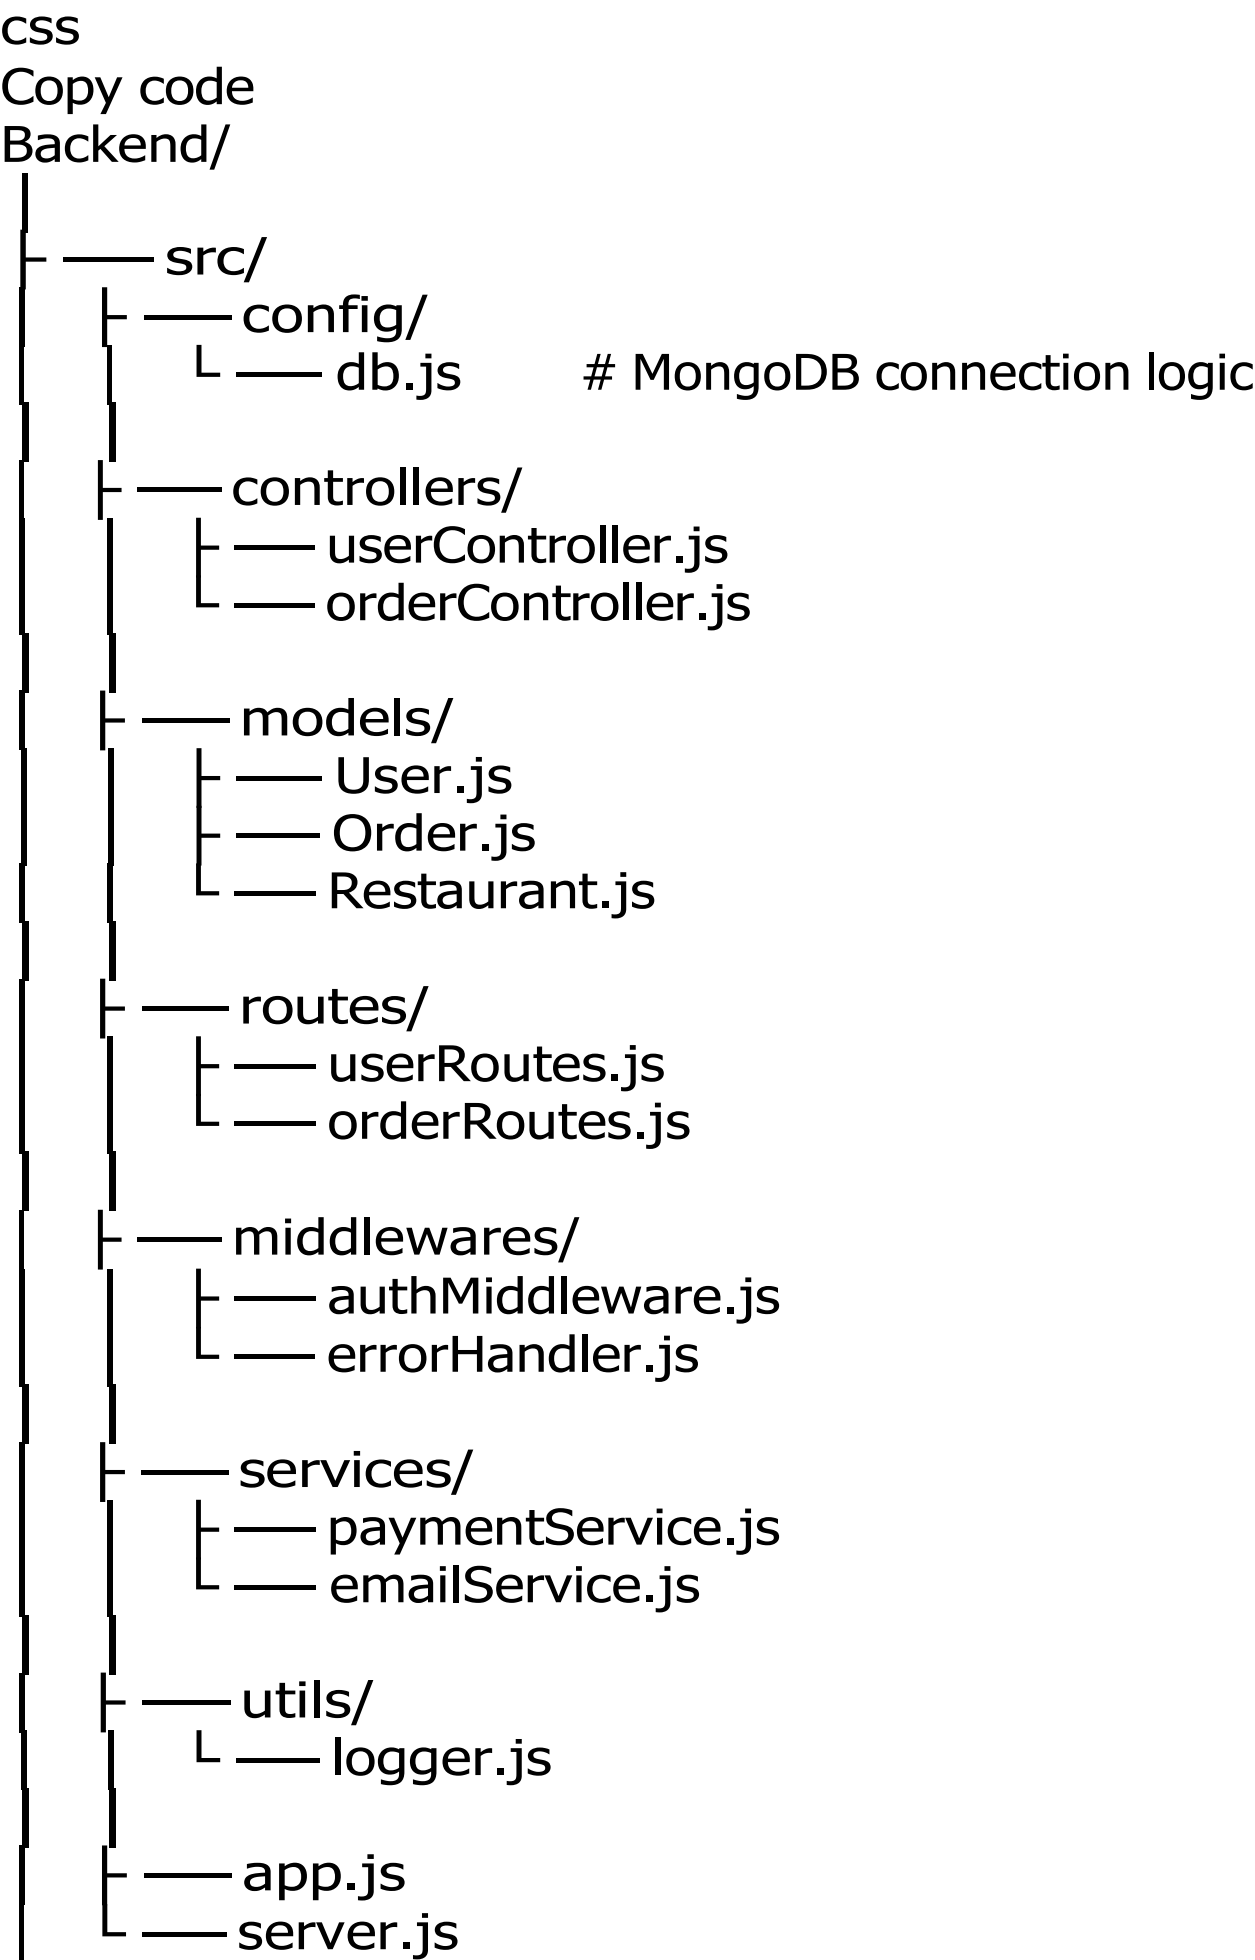 css
Copy code
Backend/
│
├── src/
│   ├── config/
│   │   └── db.js        # MongoDB connection logic
│   │
│   ├── controllers/
│   │   ├── userController.js
│   │   └── orderController.js
│   │
│   ├── models/
│   │   ├── User.js
│   │   ├── Order.js
│   │   └── Restaurant.js
│   │
│   ├── routes/
│   │   ├── userRoutes.js
│   │   └── orderRoutes.js
│   │
│   ├── middlewares/
│   │   ├── authMiddleware.js
│   │   └── errorHandler.js
│   │
│   ├── services/
│   │   ├── paymentService.js
│   │   └── emailService.js
│   │
│   ├── utils/
│   │   └── logger.js
│   │
│   ├── app.js
│   └── server.js